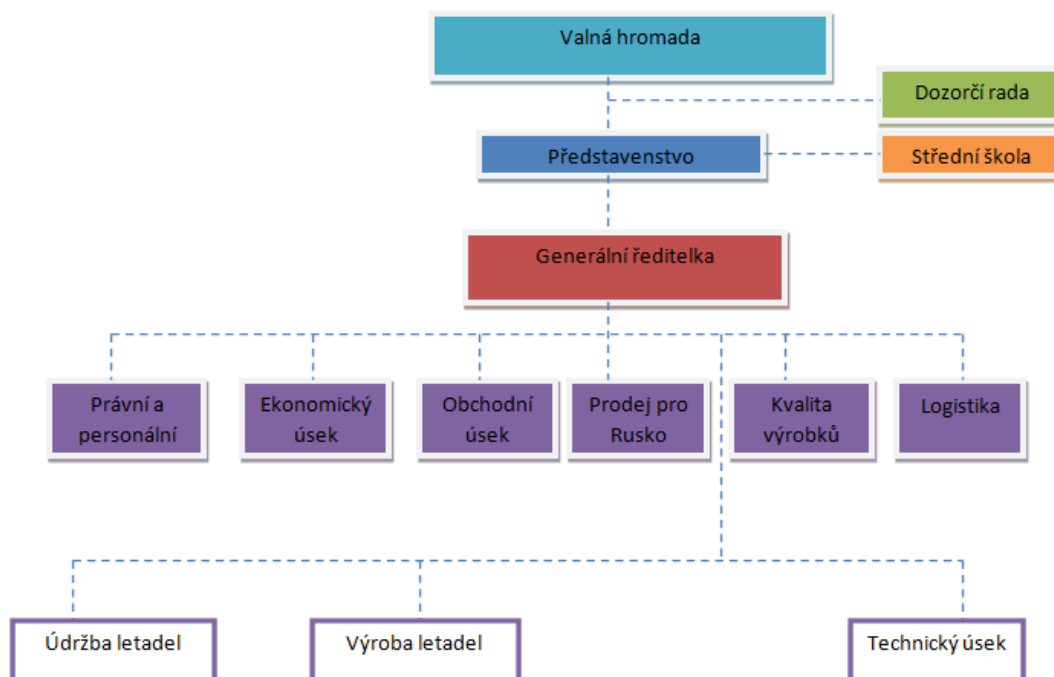 Valná hromada
Dozorčí rada
Představenstvo
Střední škola
Generální ředitelka
Právní a
personální
Ekonomický
úsek
Obchodní
úsek
Prodej pro
Rusko
Kvalita
výrobků
Logistika
Údržba letadel
Výroba letadel
Technický úsek